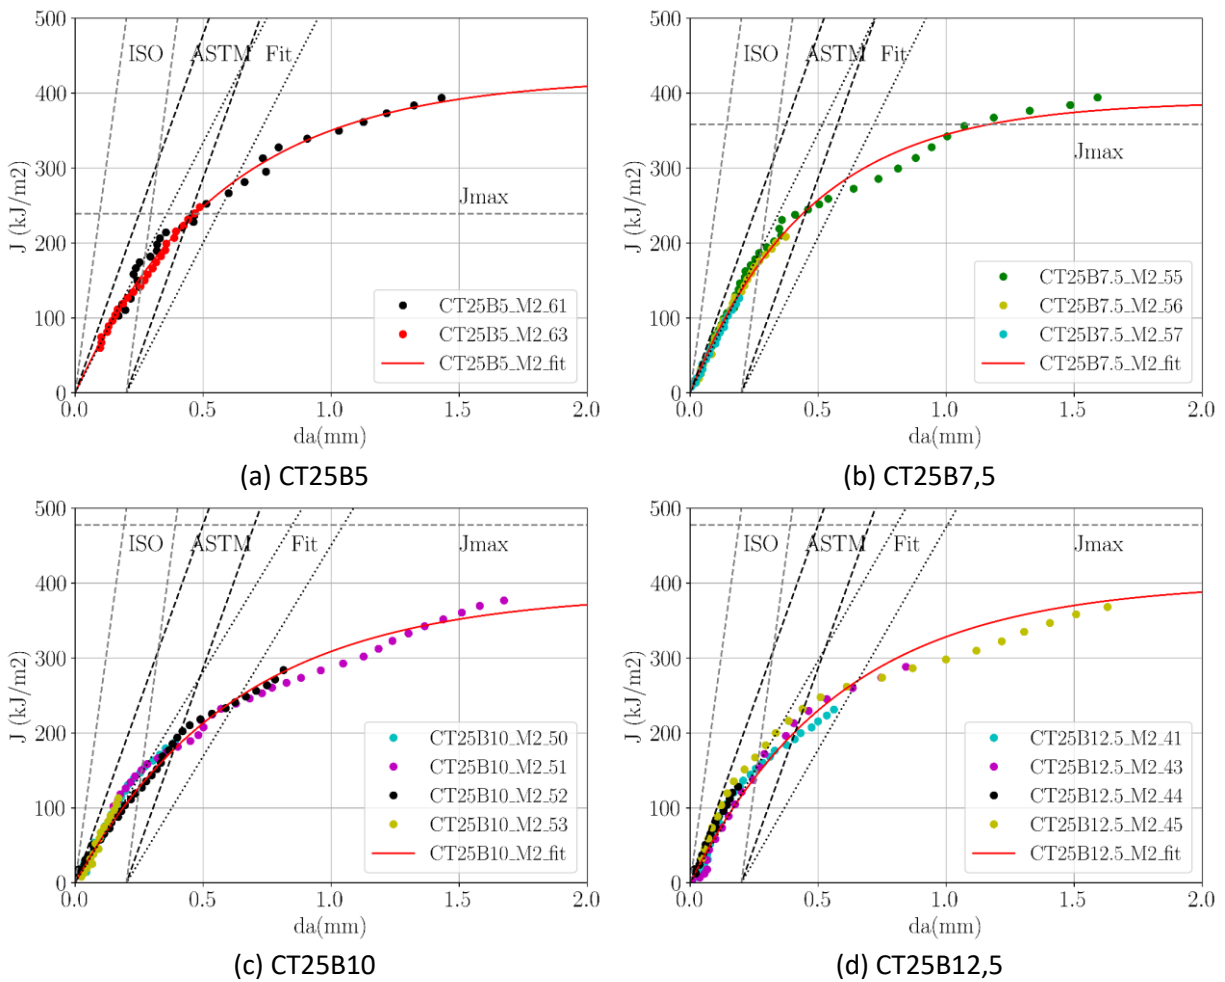 500
400
300
200
100
0
J (kJ/m2)
ISO
ASTM
Fit
Jmax
CT25B5_M2_61
CT25B5_M2_63
CT25B5_M2_fit
0.0
0.5
1.0
1.5
2.0
da(mm)
(a) CT25B5
500
400
300
200
100
0
J (kJ/m2)
ISO
ASTM
Fit
Jmax
CT25B7.5_M2_55
CT25B7.5_M2_56
CT25B7.5_M2_57
CT25B7.5_M2_fit
0.0
0.5
1.0
1.5
2.0
da(mm)
(b) CT25B7,5
500
400
300
200
100
0
J (kJ/m2)
ISO
ASTM
Fit
Jmax
CT25B10_M2_50
CT25B10_M2_51
CT25B10_M2_52
CT25B10_M2_53
CT25B10_M2_fit
0.0
0.5
1.0
1.5
2.0
da(mm)
(c) CT25B10
500
400
300
200
100
0
J (kJ/m2)
ISO
ASTM
Fit
Jmax
CT25B12.5_M2_41
CT25B12.5_M2_43
CT25B12.5_M2_44
CT25B12.5_M2_45
CT25B12.5_M2_fit
0.0
0.5
1.0
1.5
2.0
da(mm)
(d) CT25B12,5